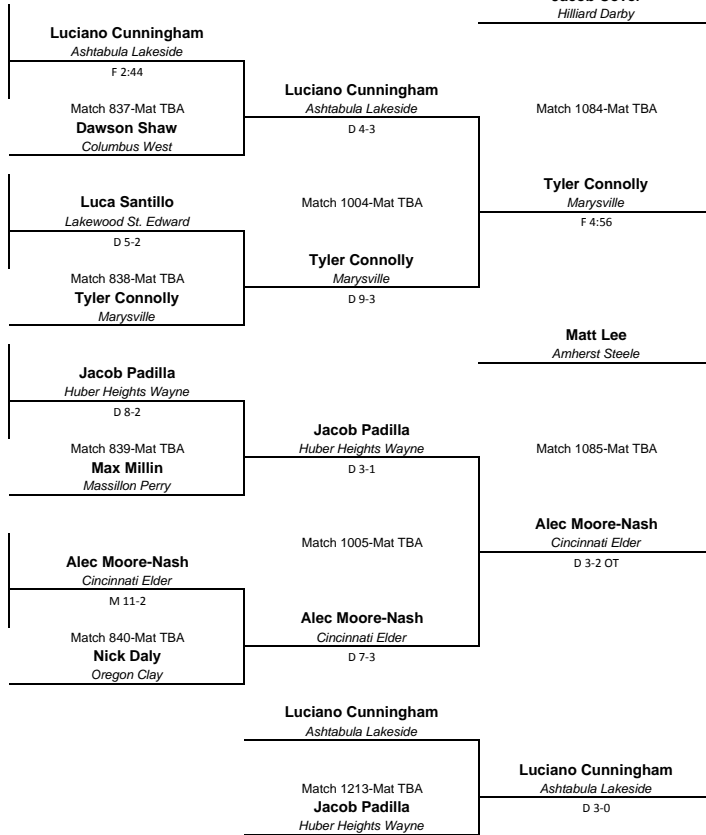 Hilliard Darby
Luciano Cunningham
Ashtabula Lakeside
F 2:44
Luciano Cunningham
Ashtabula Lakeside
Match 837-Mat TBA
Match 1084-Mat TBA
Dawson Shaw
D 4-3
Columbus West
Tyler Connolly
Luca Santillo
Match 1004-Mat TBA
Marysville
Lakewood St. Edward
F 4:56
D 5-2
Tyler Connolly
Match 838-Mat TBA
Marysville
Tyler Connolly
D 9-3
Marysville
Matt Lee
Amherst Steele
Jacob Padilla
Huber Heights Wayne
D 8-2
Jacob Padilla
Match 839-Mat TBA
Huber Heights Wayne
Match 1085-Mat TBA
Max Millin
D 3-1
Massillon Perry
Alec Moore-Nash
Match 1005-Mat TBA
Cincinnati Elder
Alec Moore-Nash
D 3-2 OT
Cincinnati Elder
M 11-2
Alec Moore-Nash
Match 840-Mat TBA
Cincinnati Elder
Nick Daly
D 7-3
Oregon Clay
Luciano Cunningham
Ashtabula Lakeside
Luciano Cunningham
Match 1213-Mat TBA
Ashtabula Lakeside
Jacob Padilla
D 3-0
Huber Heights Wayne